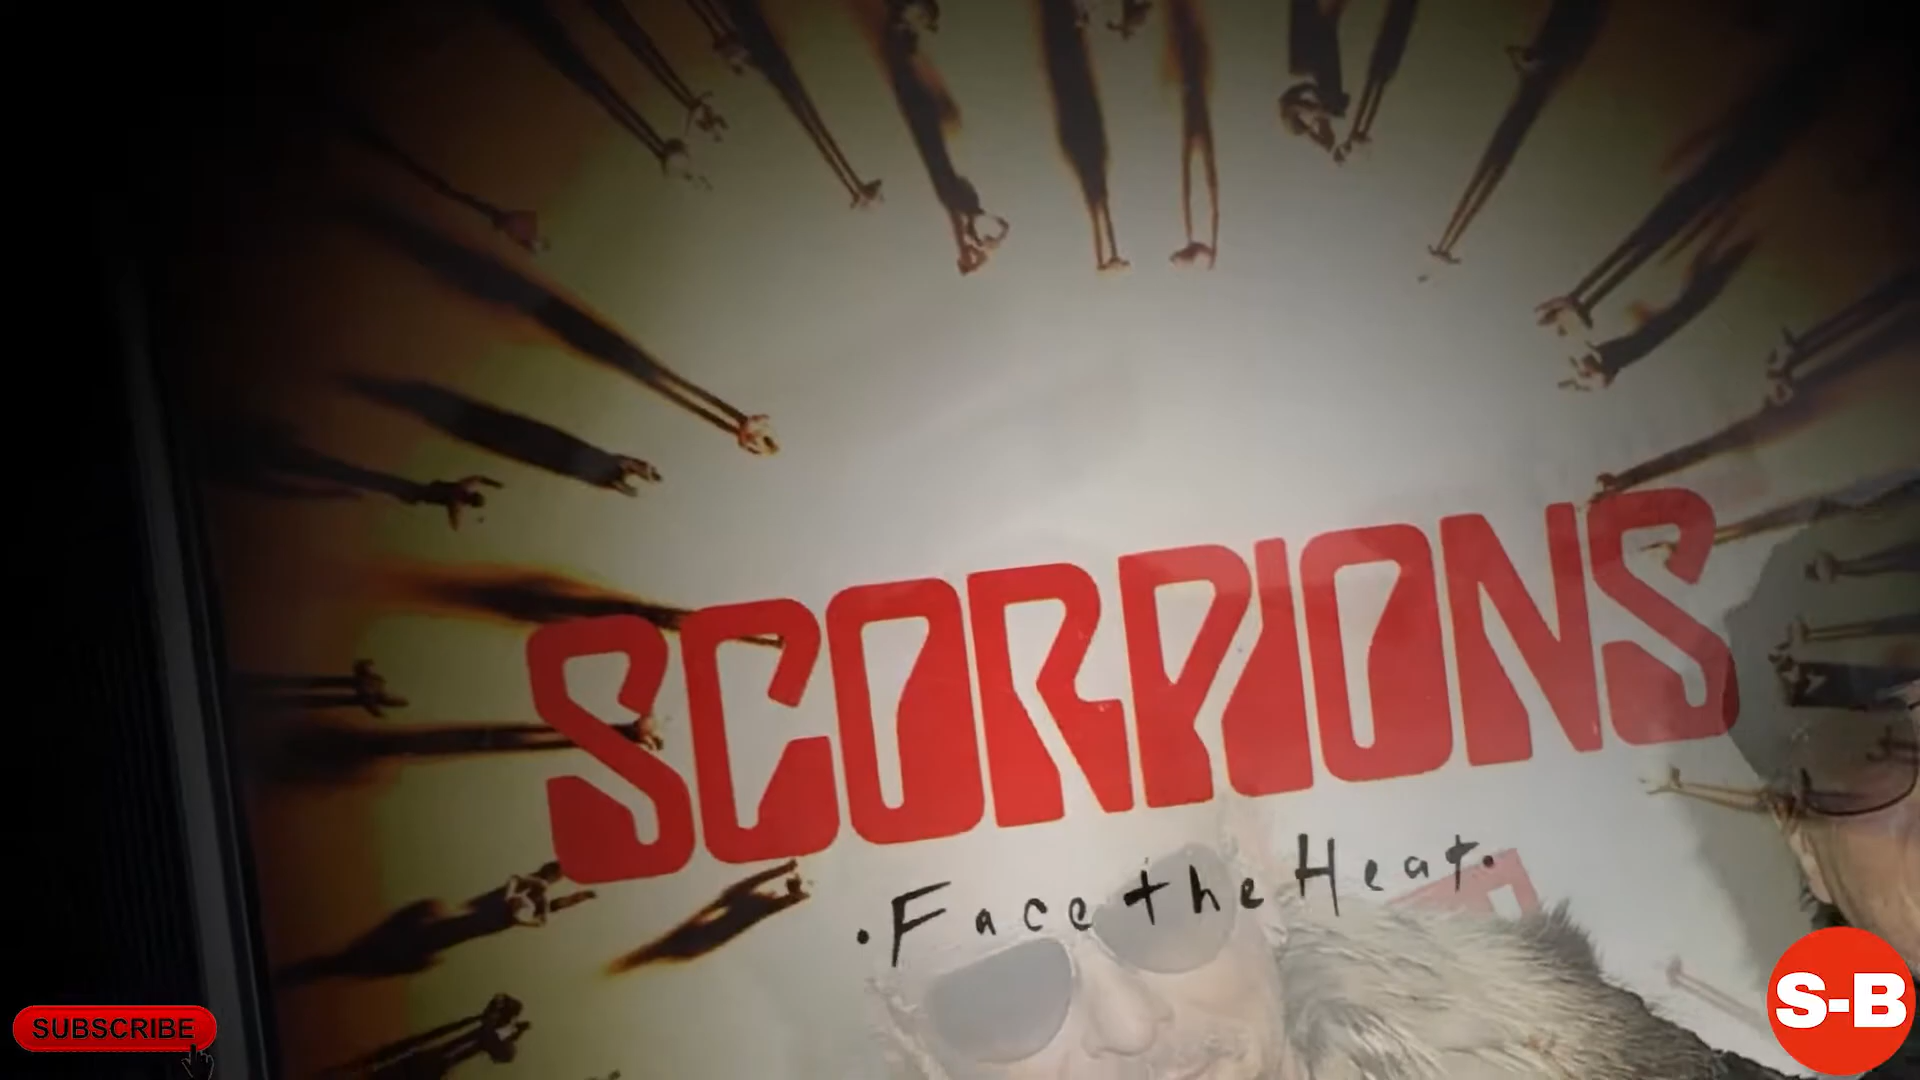 SCORPIONS
• Face the Heat •
SUBSCRIBE
S-B